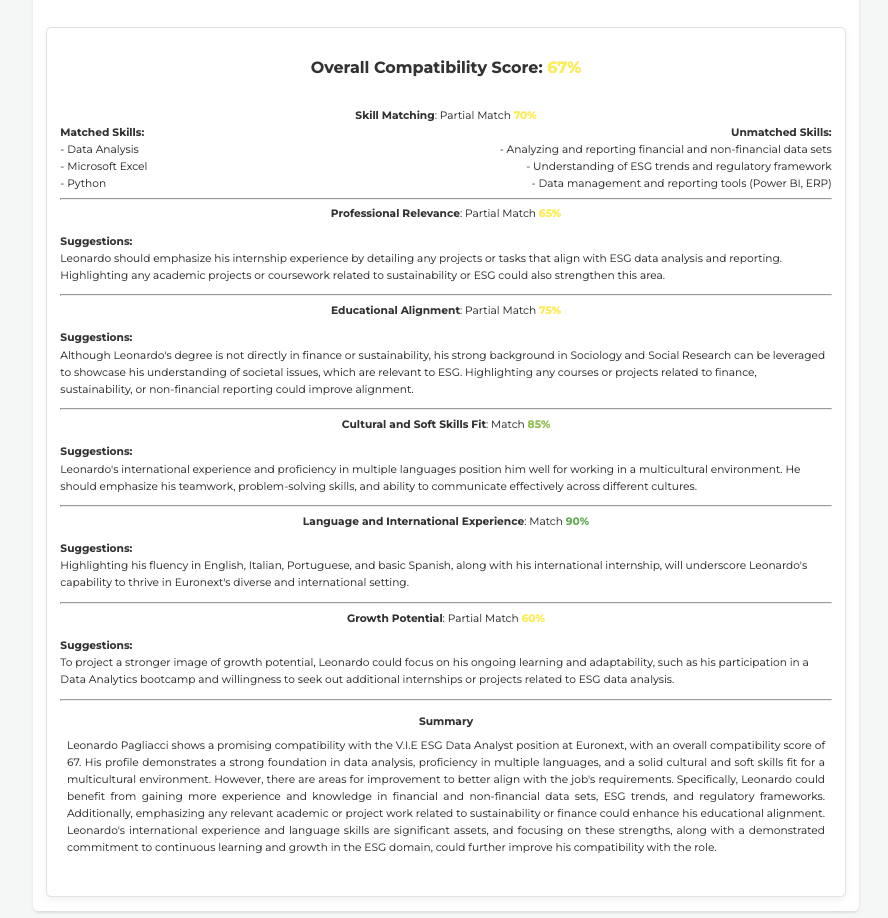 Overall Compatibility Score: 67%
Skill Matching: Partial Match 70%
Matched Skills:
- Data Analysis
- Microsoft Excel
- Python
Unmatched Skills:
- Analyzing and reporting financial and non-financial data sets
- Understanding of ESG trends and regulatory framework
- Data management and reporting tools (Power BI, ERP)
Professional Relevance: Partial Match 65%
Suggestions:
Leonardo should emphasize his internship experience by detailing any projects or tasks that align with ESG data analysis and reporting.
Highlighting any academic projects or coursework related to sustainability or ESG could also strengthen this area.
Educational Alignment: Partial Match 75%
Suggestions:
Although Leonardo's degree is not directly in finance or sustainability, his strong background in Sociology and Social Research can be leveraged
to showcase his understanding of societal issues, which are relevant to ESG. Highlighting any courses or projects related to finance,
sustainability, or non-financial reporting could improve alignment.
Cultural and Soft Skills Fit: Match 85%
Suggestions:
Leonardo's international experience and proficiency in multiple languages position him well for working in a multicultural environment. He
should emphasize his teamwork, problem-solving skills, and ability to communicate effectively across different cultures.
Language and International Experience: Match 90%
Suggestions:
Highlighting his fluency in English, Italian, Portuguese, and basic Spanish, along with his international internship, will underscore Leonardo's
capability to thrive in Euronext's diverse and international setting.
Growth Potential: Partial Match 60%
Suggestions:
To project a stronger image of growth potential, Leonardo could focus on his ongoing learning and adaptability, such as his participation in a
Data Analytics bootcamp and willingness to seek out additional internships or projects related to ESG data analysis.
Summary
Leonardo Pagliacci shows a promising compatibility with the V.I.E ESG Data Analyst position at Euronext, with an overall compatibility score of
67. His profile demonstrates a strong foundation in data analysis, proficiency in multiple languages, and a solid cultural and soft skills fit for a
multicultural environment. However, there are areas for improvement to better align with the job's requirements. Specifically, Leonardo could
benefit from gaining more experience and knowledge in financial and non-financial data sets, ESG trends, and regulatory frameworks.
Additionally, emphasizing any relevant academic or project work related to sustainability or finance could enhance his educational alignment.
Leonardo's international experience and language skills are significant assets, and focusing on these strengths, along with a demonstrated
commitment to continuous learning and growth in the ESG domain, could further improve his compatibility with the role.